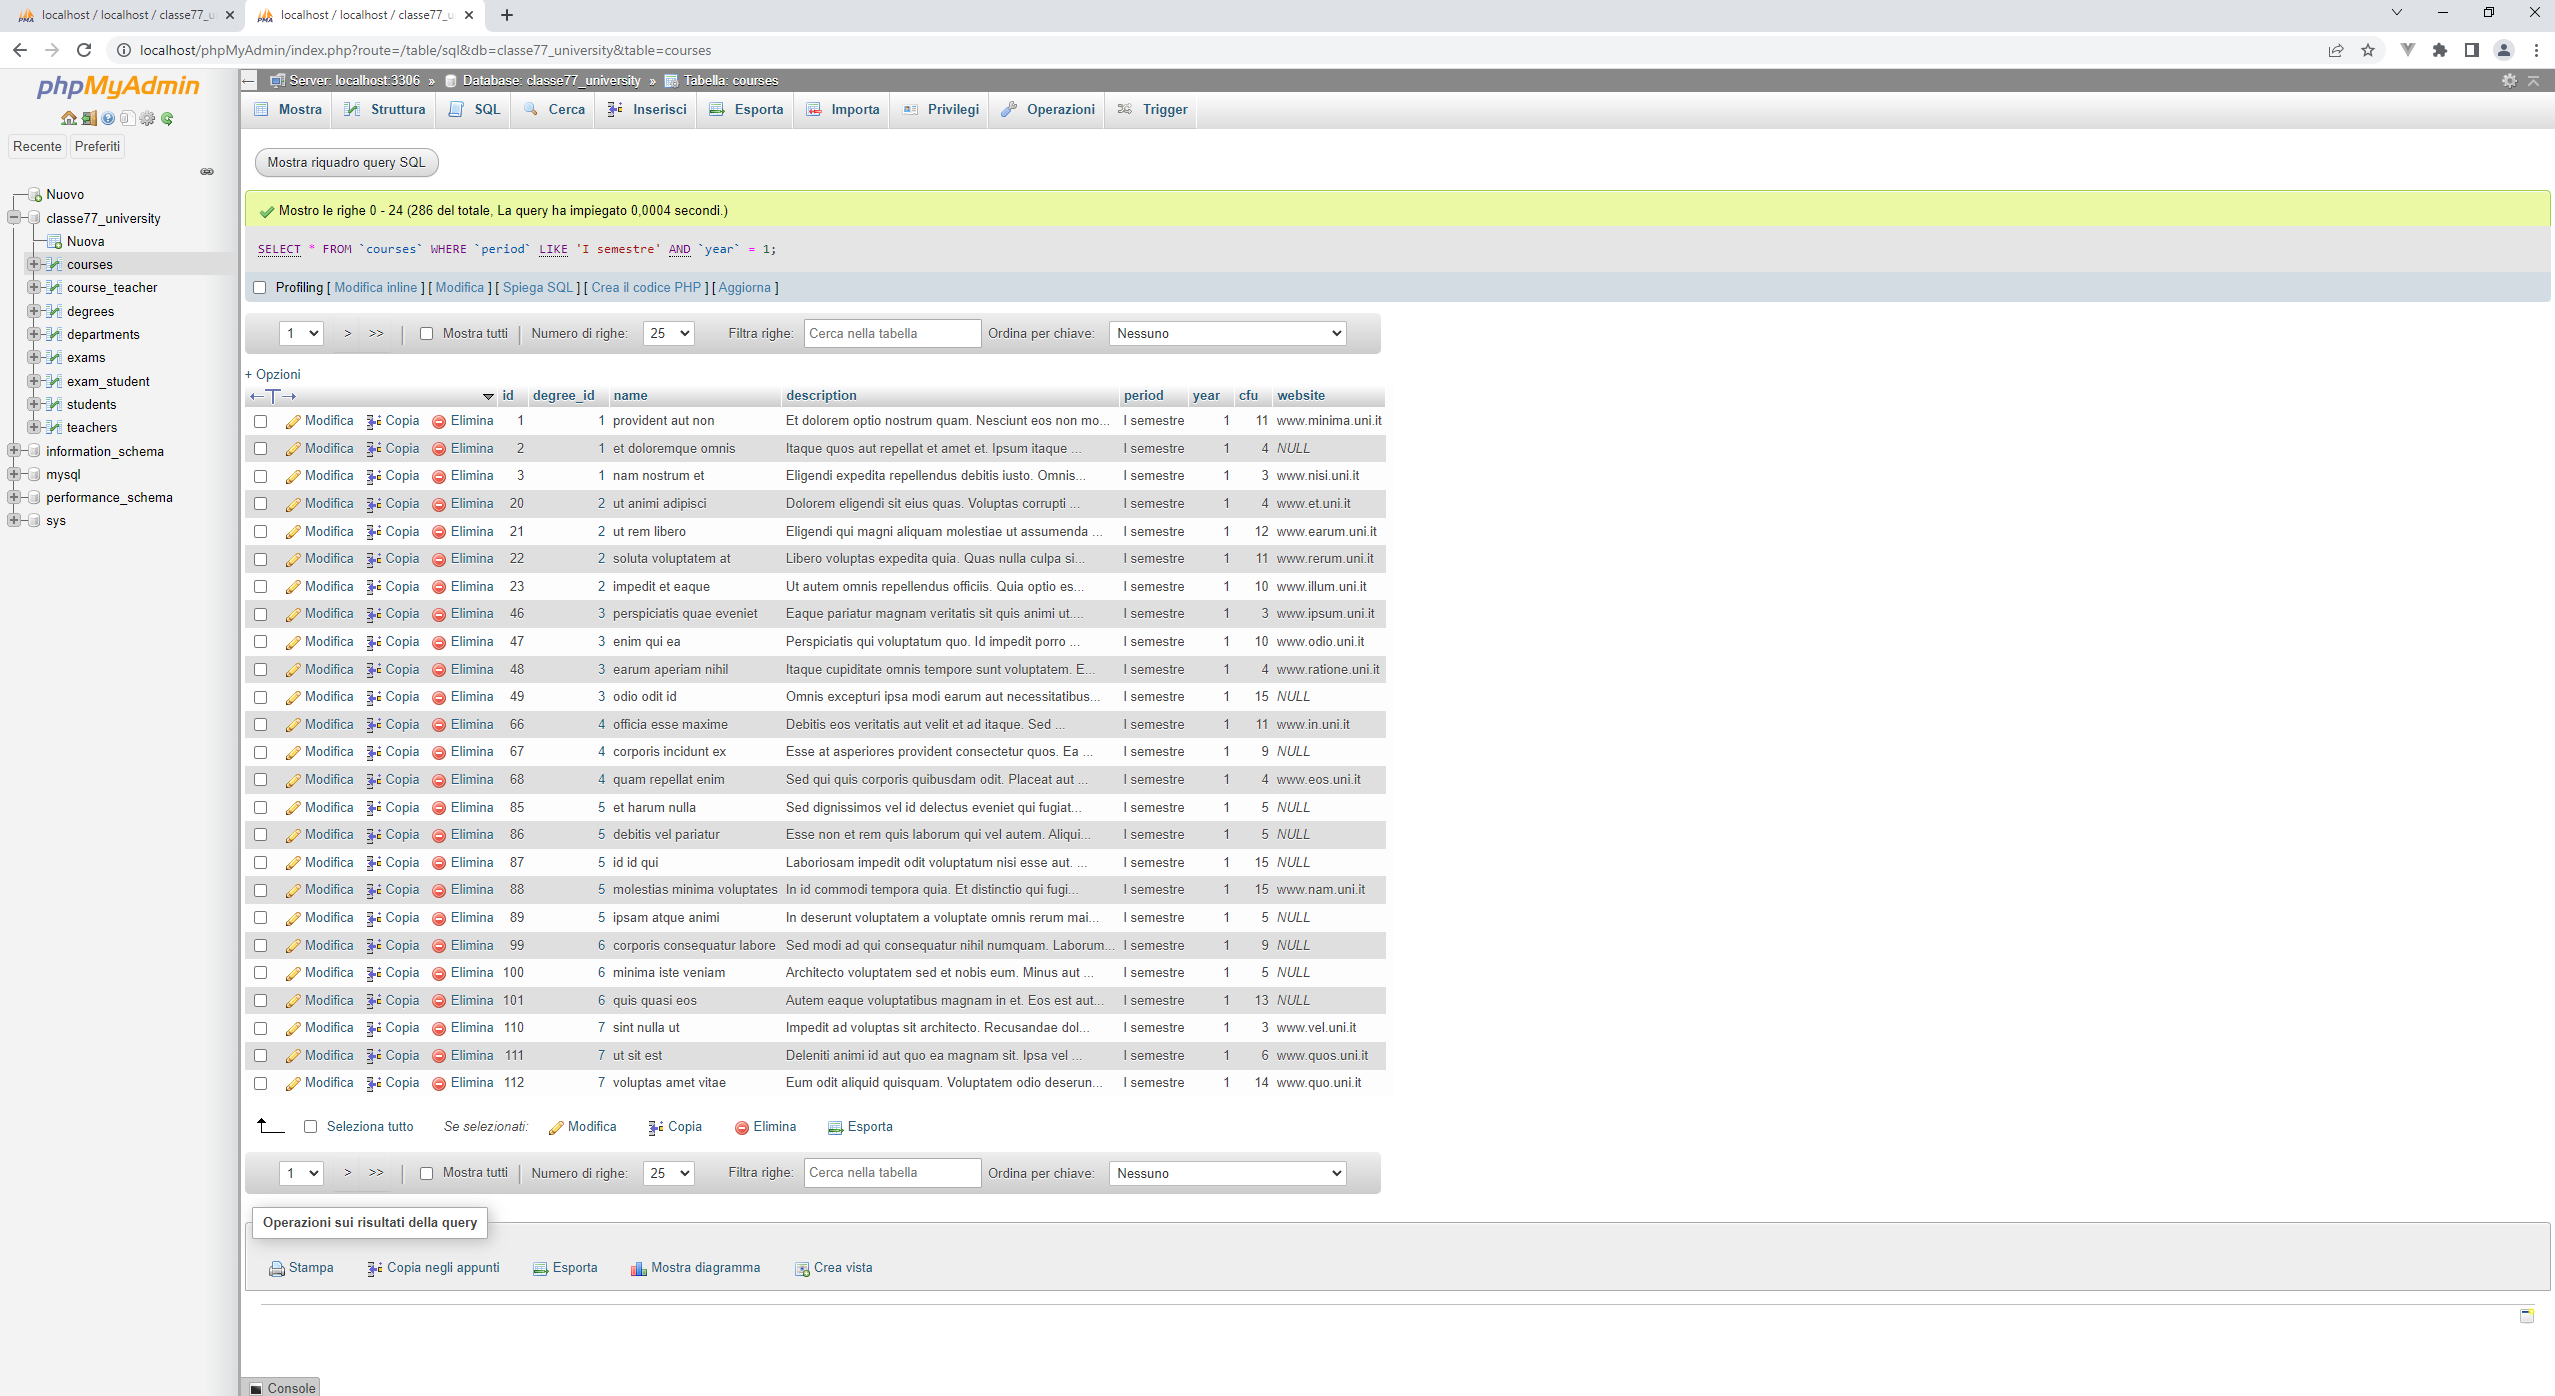 localhost / localhost / classe77_u
localhost / localhost / classe77_u
localhost/phpMyAdmin/index.php?route=/table/sql&db=classe77_university&table=courses
phpMyAdmin
Recente Preferiti
Nuovo
classe77_university
Nuova
courses
course_teacher
degrees
departments
exams
exam_student
students
teachers
information_schema
mysql
performance_schema
sys
Server: localhost:3306 » Database: classe77_university » Tabella: courses
Mostra Struttura SQL Cerca Inserisci Esporta Importa Privilegi Operazioni Trigger
Mostra riquadro query SQL
Mostro le righe 0 - 24 (286 del totale, La query ha impiegato 0,0004 secondi.)
SELECT * FROM `courses` WHERE `period` LIKE 'I semestre' AND `year` = 1;
Profiling [ Modifica inline ] [ Modifica ] [ Spiega SQL ] [ Crea il codice PHP ] [ Aggiorna ]
1 > >> Mostra tutti Numero di righe: 25 Filtra righe: Cerca nella tabella Ordina per chiave: Nessuno
+ Opzioni
id degree_id name description period year cfu website
Modifica Copia Elimina 1 1 provident aut non Et dolorem optio nostrum quam. Nesciunt eos non mo... I semestre 1 11 www.minima.uni.it
Modifica Copia Elimina 2 1 et doloremque omnis Itaque quos aut repellat et amet et. Ipsum itaque ... I semestre 1 4 NULL
Modifica Copia Elimina 3 1 nam nostrum et Eligendi expedita repellendus debitis iusto. Omnis... I semestre 1 3 www.nisi.uni.it
Modifica Copia Elimina 20 2 ut animi adipisci Dolorem eligendi sit eius quas. Voluptas corrupti ... I semestre 1 4 www.et.uni.it
Modifica Copia Elimina 21 2 ut rem libero Eligendi qui magni aliquam molestiae ut assumenda ... I semestre 1 12 www.earum.uni.it
Modifica Copia Elimina 22 2 soluta voluptatem at Libero voluptas expedita quia. Quas nulla culpa si... I semestre 1 11 www.rerum.uni.it
Modifica Copia Elimina 23 2 impedit et eaque Ut autem omnis repellendus officiis. Quia optio es... I semestre 1 10 www.illum.uni.it
Modifica Copia Elimina 46 3 perspiciatis quae eveniet Eaque pariatur magnam veritatis sit quis animi ut.... I semestre 1 3 www.ipsum.uni.it
Modifica Copia Elimina 47 3 enim qui ea Perspiciatis qui voluptatum quo. Id impedit porro ... I semestre 1 10 www.odio.uni.it
Modifica Copia Elimina 48 3 earum aperiam nihil Itaque cupiditate omnis tempore sunt voluptatem. E... I semestre 1 4 www.ratione.uni.it
Modifica Copia Elimina 49 3 odio odit id Omnis excepturi ipsa modi earum aut necessitatibus... I semestre 1 15 NULL
Modifica Copia Elimina 66 4 officia esse maxime Debitis eos veritatis aut velit et ad itaque. Sed ... I semestre 1 11 www.in.uni.it
Modifica Copia Elimina 67 4 corporis incidunt ex Esse at asperiores provident consectetur quos. Ea ... I semestre 1 9 NULL
Modifica Copia Elimina 68 4 quam repellat enim Sed qui quis corporis quibusdam odit. Placeat aut ... I semestre 1 4 www.eos.uni.it
Modifica Copia Elimina 85 5 et harum nulla Sed dignissimos vel id delectus eveniet qui fugiat... I semestre 1 5 NULL
Modifica Copia Elimina 86 5 debitis vel pariatur Esse non et rem quis laborum qui vel autem. Aliqui... I semestre 1 5 NULL
Modifica Copia Elimina 87 5 id id qui Laboriosam impedit odit voluptatum nisi esse aut. ... I semestre 1 15 NULL
Modifica Copia Elimina 88 5 molestias minima voluptates In id commodi tempora quia. Et distinctio qui fugi... I semestre 1 15 www.nam.uni.it
Modifica Copia Elimina 89 5 ipsam atque animi In deserunt voluptatem a voluptate omnis rerum mai... I semestre 1 5 NULL
Modifica Copia Elimina 99 6 corporis consequatur labore Sed modi ad qui consequatur nihil numquam. Laborum... I semestre 1 9 NULL
Modifica Copia Elimina 100 6 minima iste veniam Architecto voluptatem sed et nobis eum. Minus aut ... I semestre 1 5 NULL
Modifica Copia Elimina 101 6 quis quasi eos Autem eaque voluptatibus magnam in et. Eos est aut... I semestre 1 13 NULL
Modifica Copia Elimina 110 7 sint nulla ut Impedit ad voluptas sit architecto. Recusandae dol... I semestre 1 3 www.vel.uni.it
Modifica Copia Elimina 111 7 ut sit est Deleniti animi id aut quo ea magnam sit. Ipsa vel ... I semestre 1 6 www.quos.uni.it
Modifica Copia Elimina 112 7 voluptas amet vitae Eum odit aliquid quisquam. Voluptatem odio deserun... I semestre 1 14 www.quo.uni.it
Seleziona tutto Se selezionati: Modifica Copia Elimina Esporta
1 > >> Mostra tutti Numero di righe: 25 Filtra righe: Cerca nella tabella Ordina per chiave: Nessuno
Operazioni sui risultati della query
Stampa Copia negli appunti Esporta Mostra diagramma Crea vista
Console